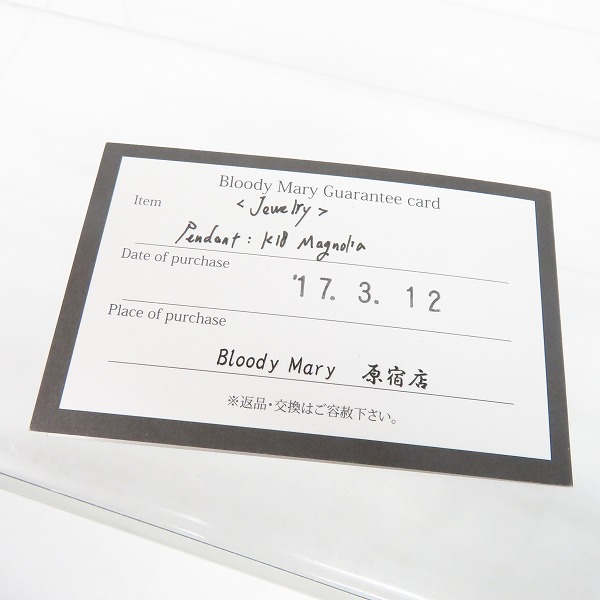 Bloody Mary Guarantee card
Item <Jewelry>
Pendant : K18 Magnolia
Date of purchase
'17. 3. 12
Place of purchase
Bloody Mary 原宿店
※返品・交換はご容赦下さい。